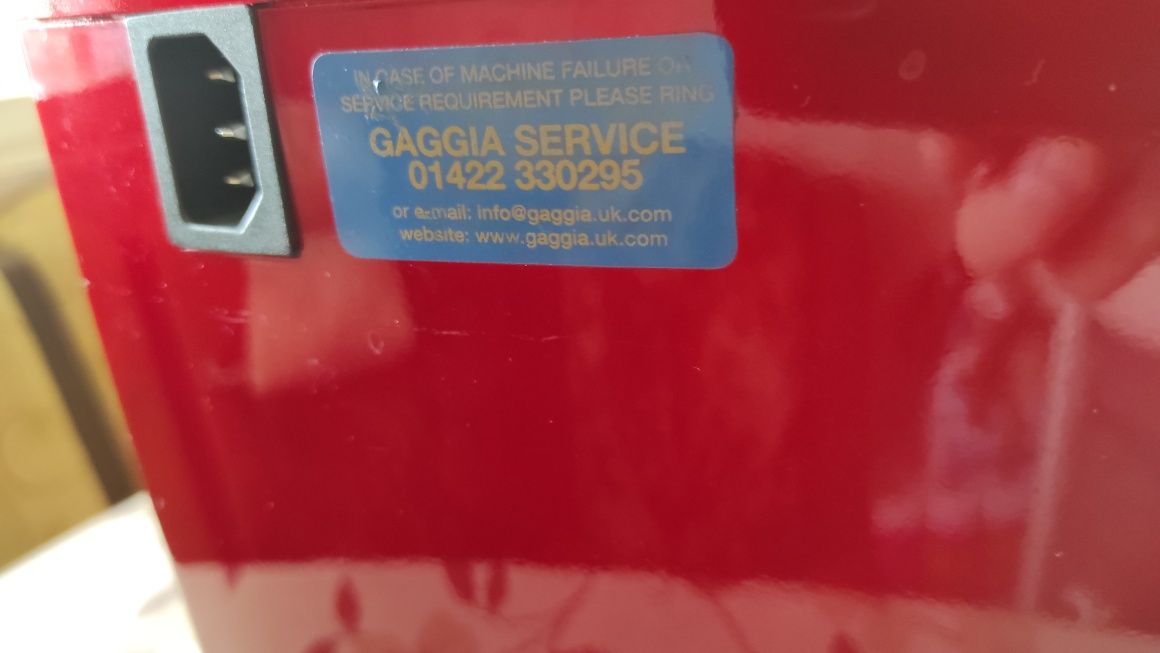 IN CASE OF MACHINE FAILURE OR
SERVICE REQUIREMENT PLEASE RING
GAGGIA SERVICE
01422 330295
or e-mail: info@gaggia.uk.com
website: www.gaggia.uk.com